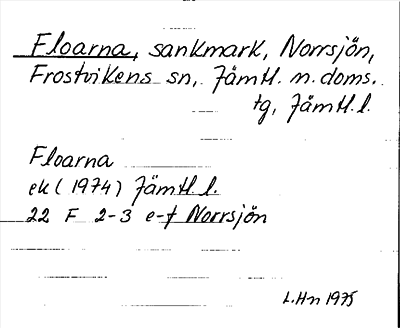 Floarna, sankmark, Norrsjön,
Frostvikens sn, Jämtl. n. doms.
tg, Jämtl. l.
Floarna
ek (1974) Jämtl. l.
22 F 2-3 e-f Norrsjön
L.Hn 1975